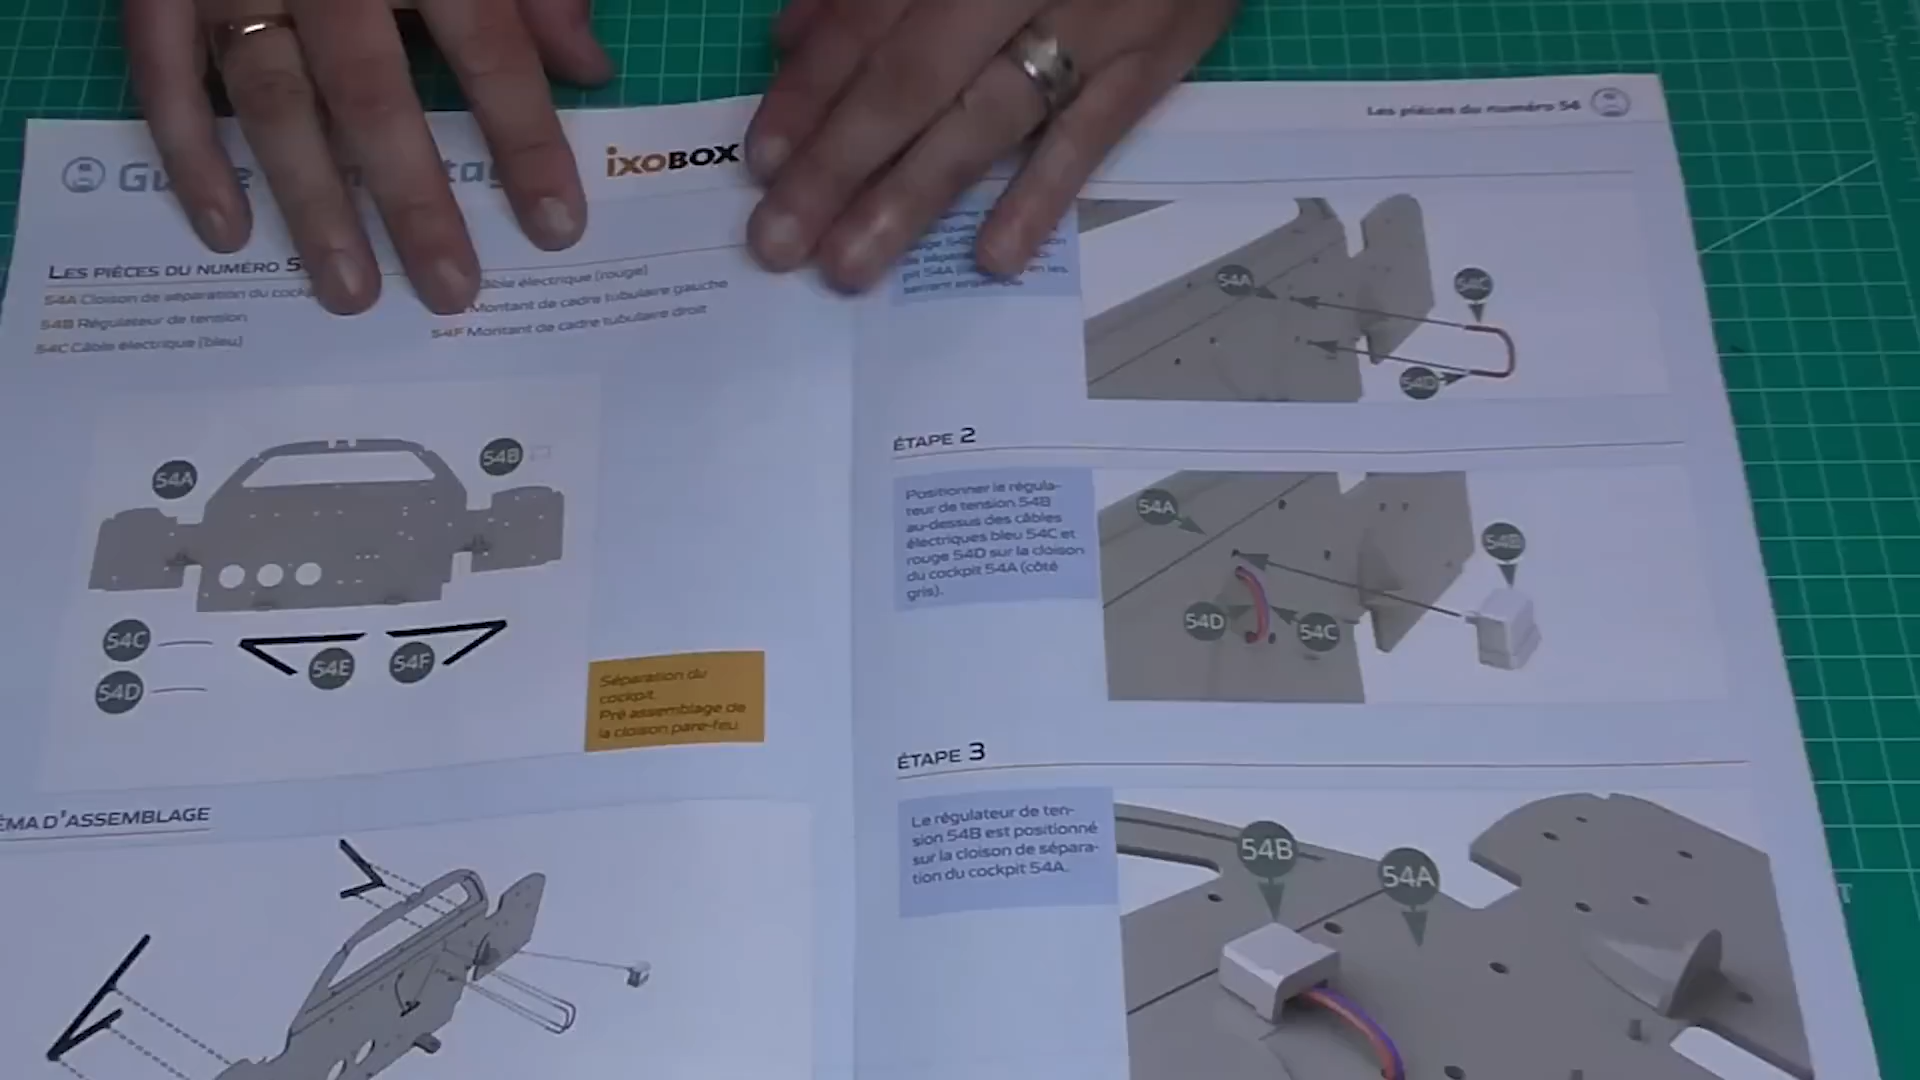 ixoBOX
Les pièces du numéro 54
LES PIÈCES DU NUMÉRO 5
54A Cloison de séparation du
54B Régulateur de tension
54C Câble électrique (bleu)
câble électrique (rouge)
Montant de cadre tubulaire gauche
54F Montant de cadre tubulaire droit
54A
54B
54C
54D
54E
54F
Séparation du
cockpit.
Pré assemblage de
la cloison pare-feu.
D'ASSEMBLAGE
54A
54C
54D
ÉTAPE 2
Positionner le régula-
teur de tension 54B
au-dessus des câbles
électriques bleu 54C et
rouge 54D sur la cloison
du cockpit 54A (côté
gris).
54A
54B
54D
54C
ÉTAPE 3
Le régulateur de ten-
sion 54B est positionné
sur la cloison de sépara-
tion du cockpit 54A.
54B
54A